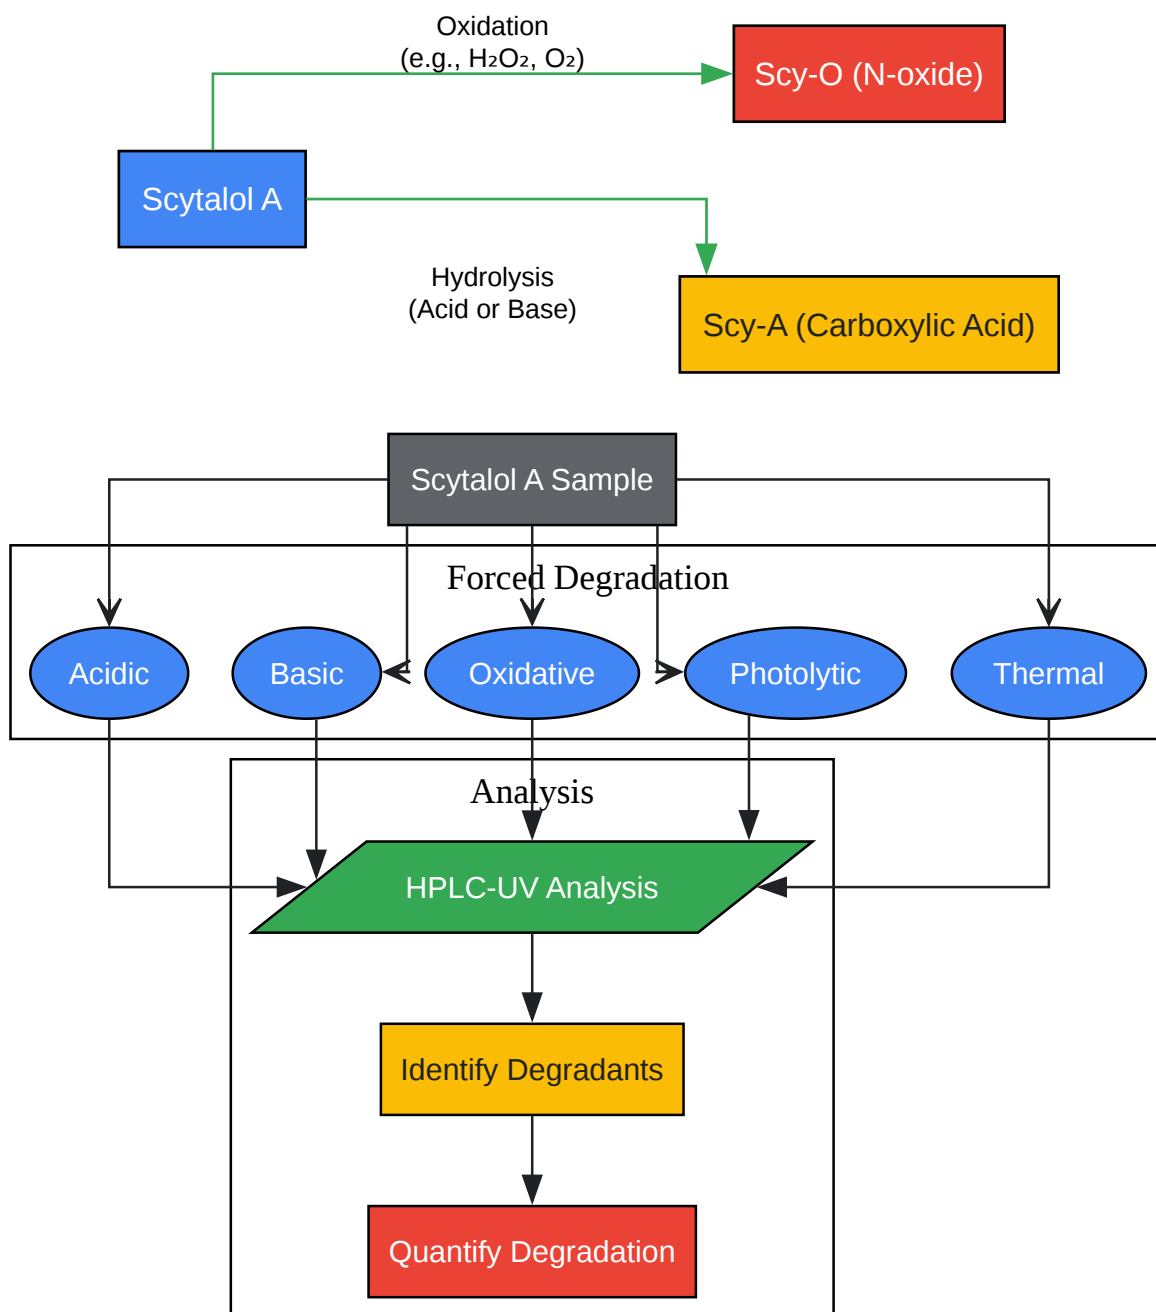 Oxidation
(e.g., H₂O₂, O₂)
Scy-O (N-oxide)
Scytalol A
Hydrolysis
(Acid or Base)
Scy-A (Carboxylic Acid)
Scytalol A Sample
Forced Degradation
Acidic
Basic
Oxidative
Photolytic
Thermal
Analysis
HPLC-UV Analysis
Identify Degradants
Quantify Degradation